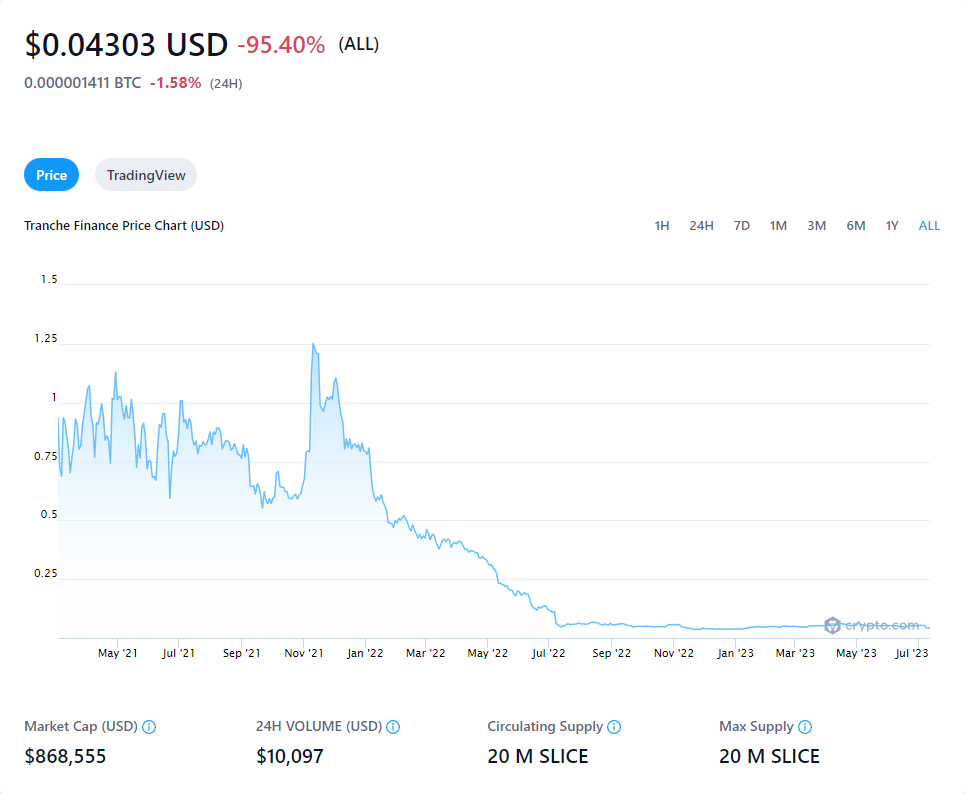 $0.04303 USD -95.40% (ALL)
0.000001411 BTC -1.58% (24H)
Price TradingView
Tranche Finance Price Chart (USD) 1H 24H 7D 1M 3M 6M 1Y ALL
1.5
1.25
1
0.75
0.5
0.25
crypto.com
May '21 Jul '21 Sep '21 Nov '21 Jan '22 Mar '22 May '22 Jul '22 Sep '22 Nov '22 Jan '23 Mar '23 May '23 Jul '23
Market Cap (USD) 24H VOLUME (USD) Circulating Supply Max Supply
$868,555 $10,097 20 M SLICE 20 M SLICE